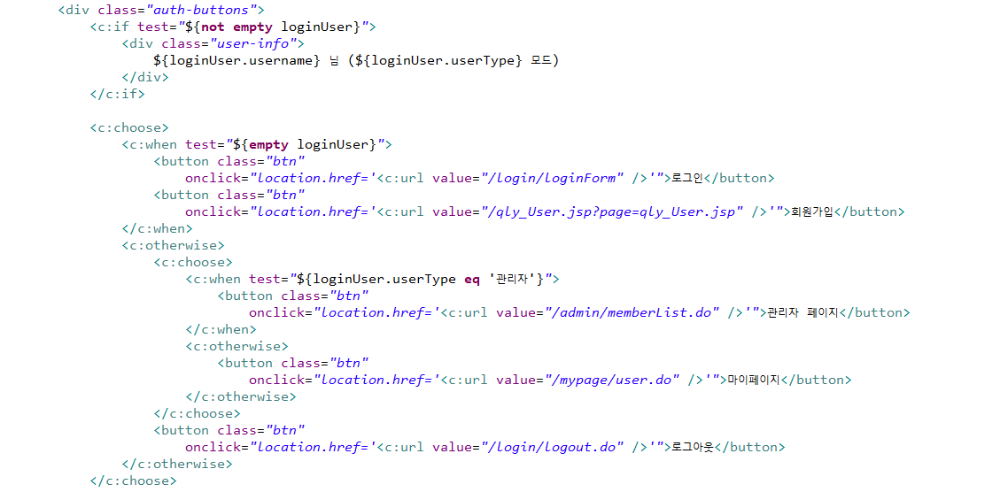 <div class="auth-buttons">
<c:if test="${not empty loginUser}">
<div class="user-info">
${loginUser.username} 님 (${loginUser.userType} 모드)
</div>
</c:if>
<c:choose>
<c:when test="${empty loginUser}">
<button class="btn"
onclick="location.href='<c:url value="/login/loginForm" />'">로그인</button>
<button class="btn"
onclick="location.href='<c:url value="/qly_User.jsp?page=qly_User.jsp" />'">회원가입</button>
</c:when>
<c:otherwise>
<c:choose>
<c:when test="${loginUser.userType eq '관리자'}">
<button class="btn"
onclick="location.href='<c:url value="/admin/memberList.do" />'">관리자 페이지</button>
</c:when>
<c:otherwise>
<button class="btn"
onclick="location.href='<c:url value="/mypage/user.do" />'">마이페이지</button>
</c:otherwise>
</c:choose>
<button class="btn"
onclick="location.href='<c:url value="/login/logout.do" />'">로그아웃</button>
</c:otherwise>
</c:choose>